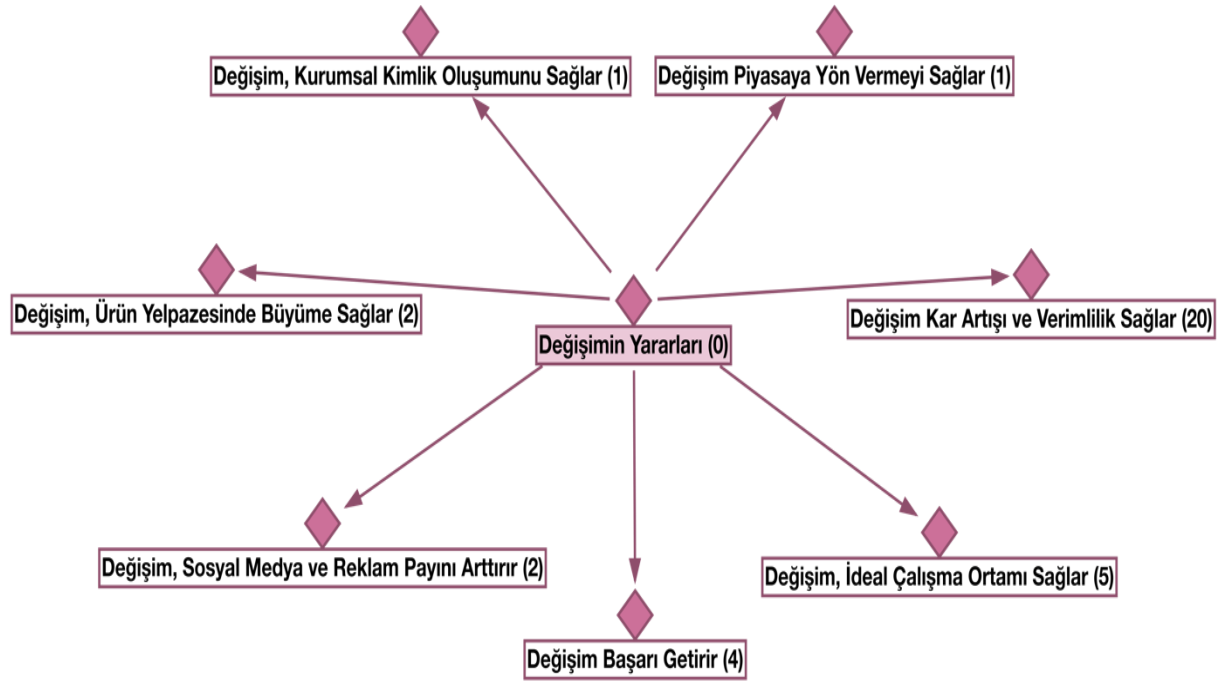 Değişim, Kurumsal Kimlik Oluşumunu Sağlar (1)
Değişim Piyasaya Yön Vermeyi Sağlar (1)
Değişim, Ürün Yelpazesinde Büyüme Sağlar (2)
Değişim Kar Artışı ve Verimlilik Sağlar (20)
Değişimin Yararları (0)
Değişim, Sosyal Medya ve Reklam Payını Arttırır (2)
Değişim, İdeal Çalışma Ortamı Sağlar (5)
Değişim Başarı Getirir (4)